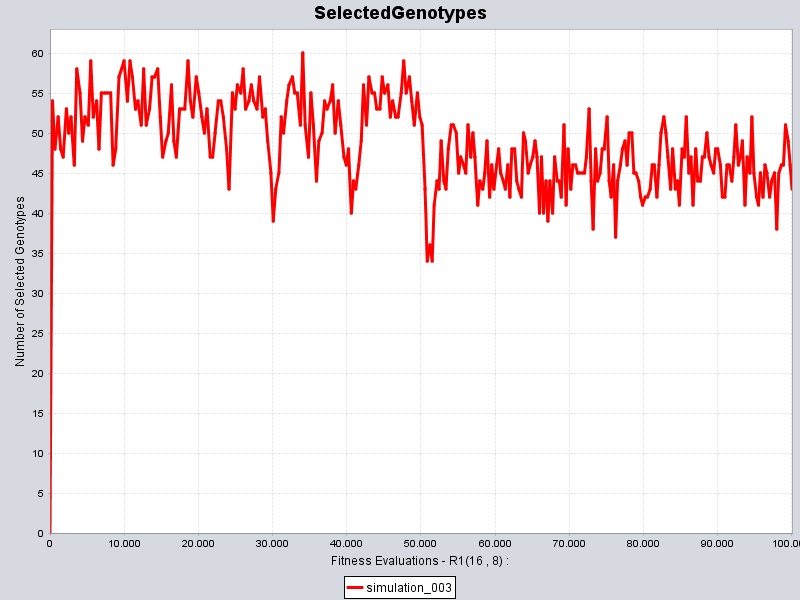 SelectedGenotypes
Number of Selected Genotypes
60
55
50
45
40
35
30
25
20
15
10
5
0
0 10.000 20.000 30.000 40.000 50.000 60.000 70.000 80.000 90.000 100.00
Fitness Evaluations - R1(16 , 8) :
simulation_003